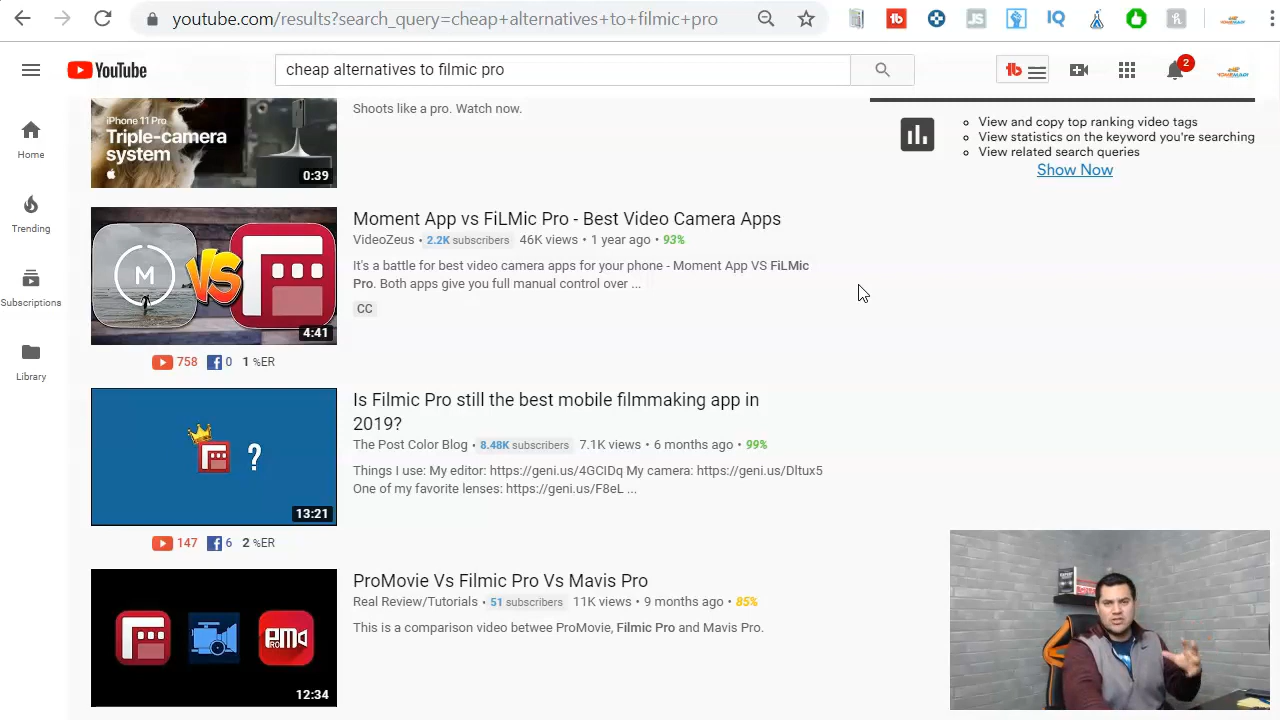 youtube.com/results?search_query=cheap+alternatives+to+filmic+pro
tb
JS
IQ
YouTube
cheap alternatives to filmic pro
tb
2
Home
Trending
Subscriptions
Library
iPhone 11 Pro
Triple-camera
system
0:39
Shoots like a pro. Watch now.
View and copy top ranking video tags
View statistics on the keyword you're searching
View related search queries
Show Now
M
VS
4:41
Moment App vs FiLMic Pro - Best Video Camera Apps
VideoZeus • 2.2K subscribers 46K views • 1 year ago • 93%
It's a battle for best video camera apps for your phone - Moment App VS FiLMic
Pro. Both apps give you full manual control over ...
CC
758 0 1 %ER
?
13:21
Is Filmic Pro still the best mobile filmmaking app in
2019?
The Post Color Blog • 8.48K subscribers 7.1K views • 6 months ago • 99%
Things I use: My editor: https://geni.us/4GCIDq My camera: https://geni.us/Dltux5
One of my favorite lenses: https://geni.us/F8eL ...
147 6 2 %ER
PM
PRO
12:34
ProMovie Vs Filmic Pro Vs Mavis Pro
Real Review/Tutorials • 51 subscribers 11K views • 9 months ago • 85%
This is a comparison video betwee ProMovie, Filmic Pro and Mavis Pro.